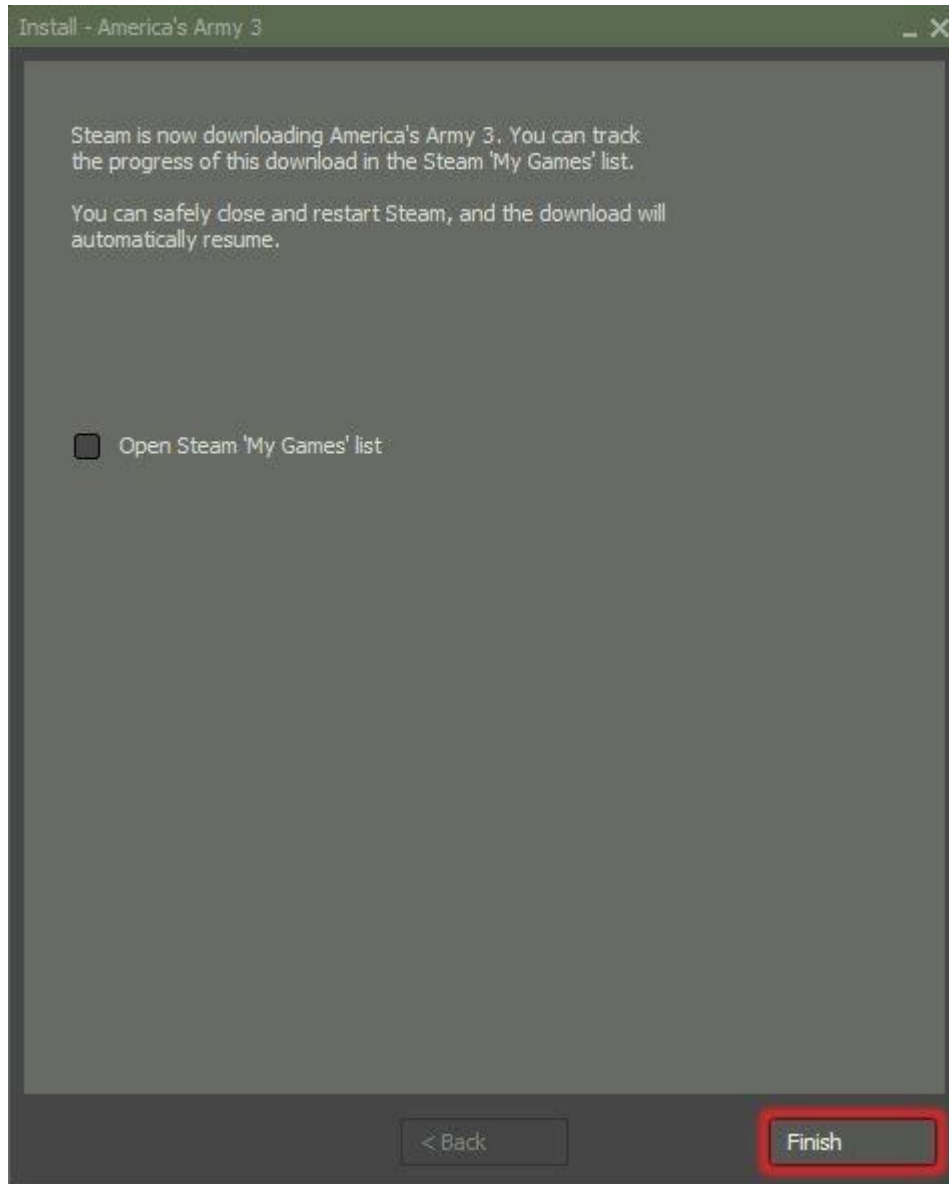 Install - America's Army 3
Steam is now downloading America's Army 3. You can track
the progress of this download in the Steam 'My Games' list.
You can safely close and restart Steam, and the download will
automatically resume.
Open Steam 'My Games' list
< Back
Finish